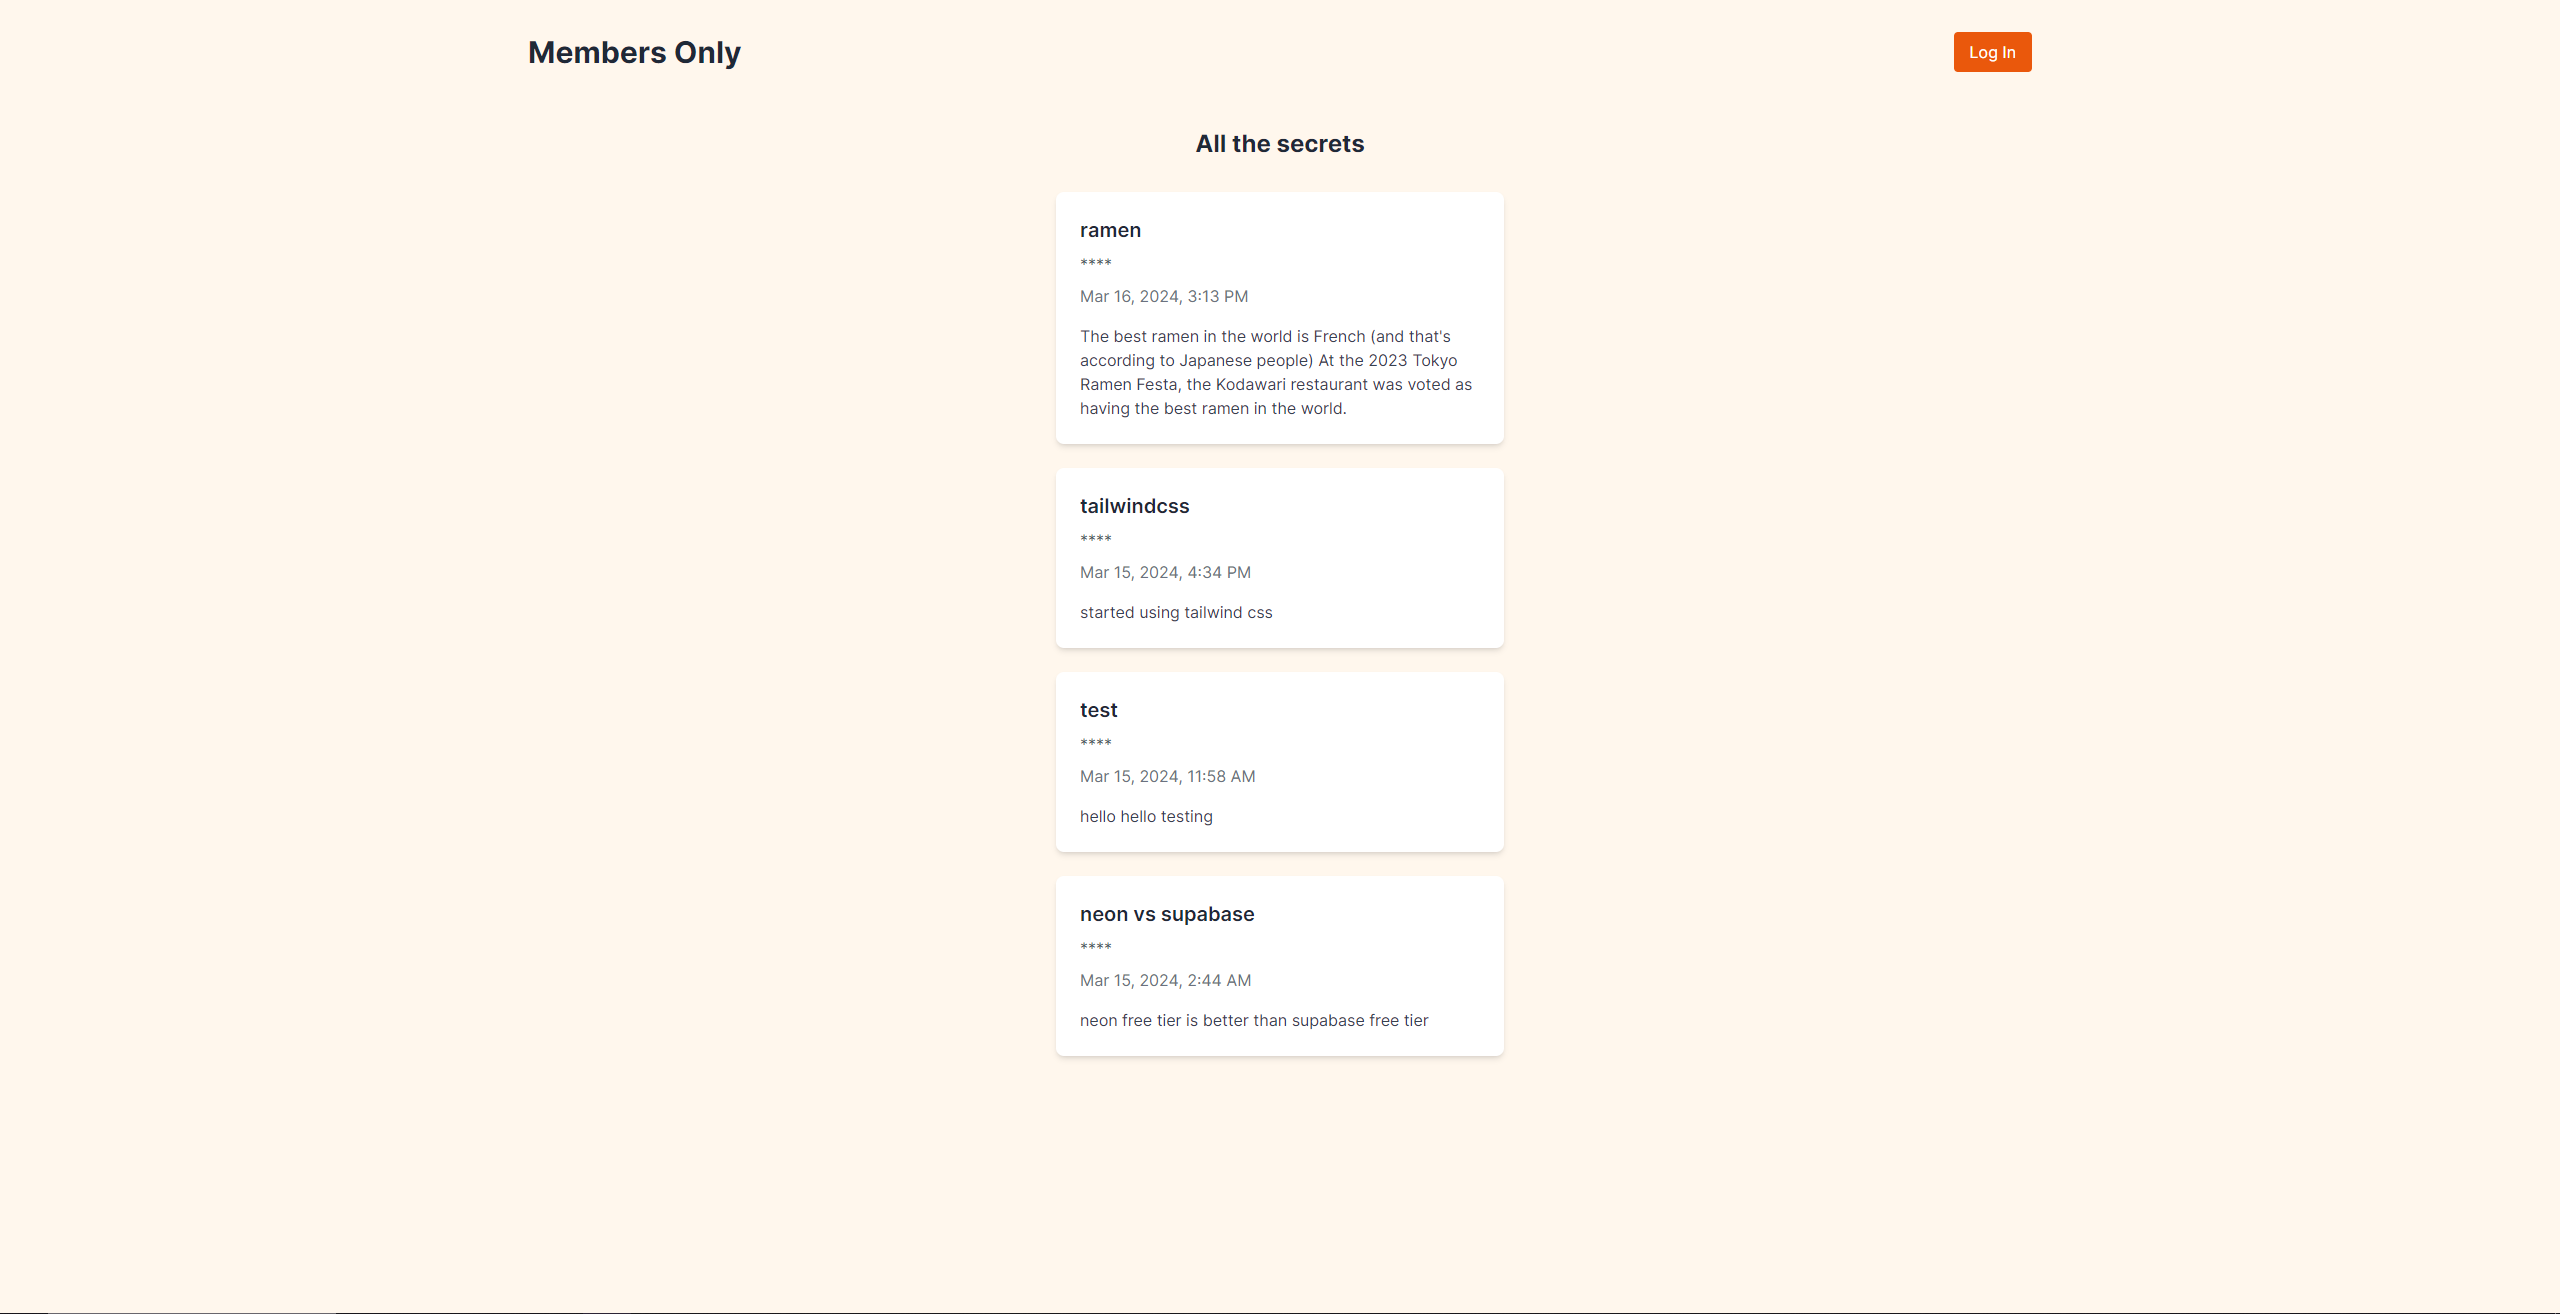 Members Only
Log In
All the secrets
ramen
****
Mar 16, 2024, 3:13 PM
The best ramen in the world is French (and that's
according to Japanese people) At the 2023 Tokyo
Ramen Festa, the Kodawari restaurant was voted as
having the best ramen in the world.
tailwindcss
****
Mar 15, 2024, 4:34 PM
started using tailwind css
test
****
Mar 15, 2024, 11:58 AM
hello hello testing
neon vs supabase
****
Mar 15, 2024, 2:44 AM
neon free tier is better than supabase free tier